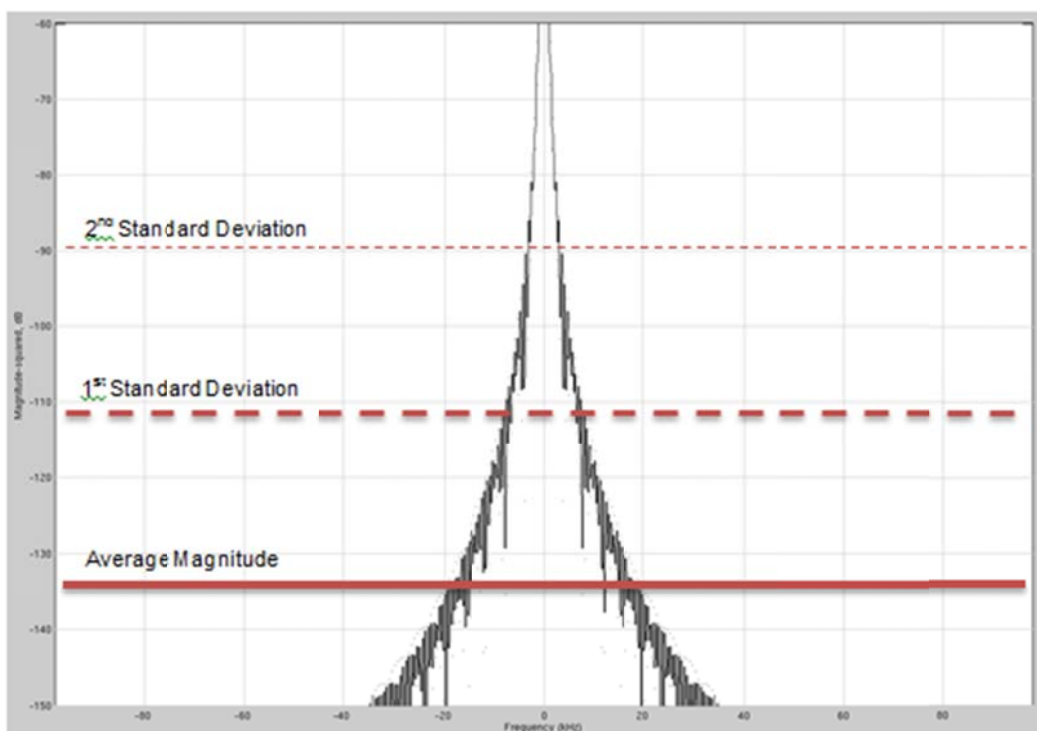 -60
-70
-80
2nd Standard Deviation
-90
Magnitude-squared, dB
-100
1st Standard Deviation
-110
-120
-130
Average Magnitude
-140
-150
-80 -60 -40 -20 0 20 40 60 80
Frequency (kHz)